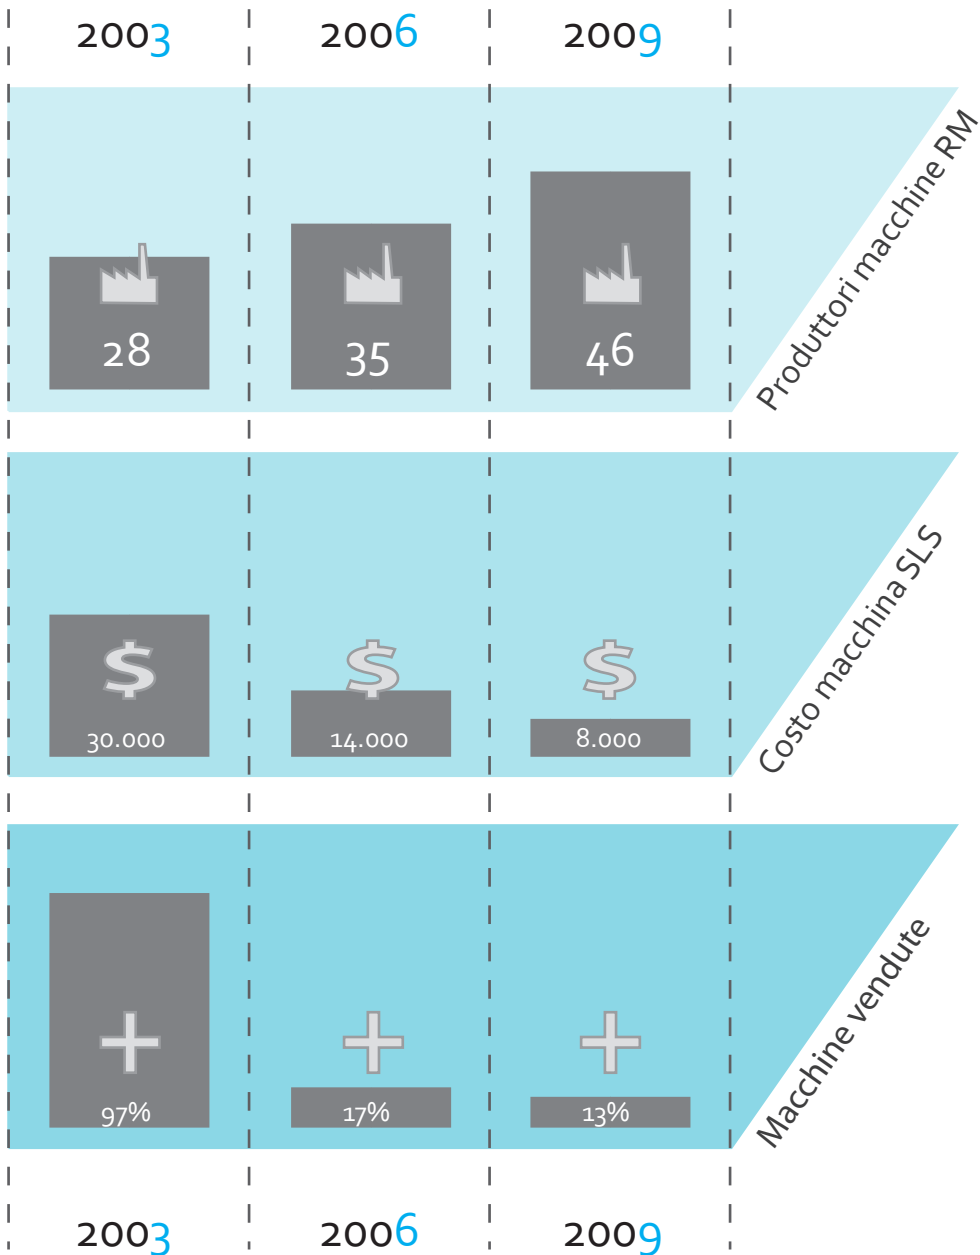 2003 2006 2009
28 35 46
Produttori macchine RM
$ $ $
30.000 14.000 8.000
Costo macchina SLS
+ + +
97% 17% 13%
Macchine vendute
2003 2006 2009